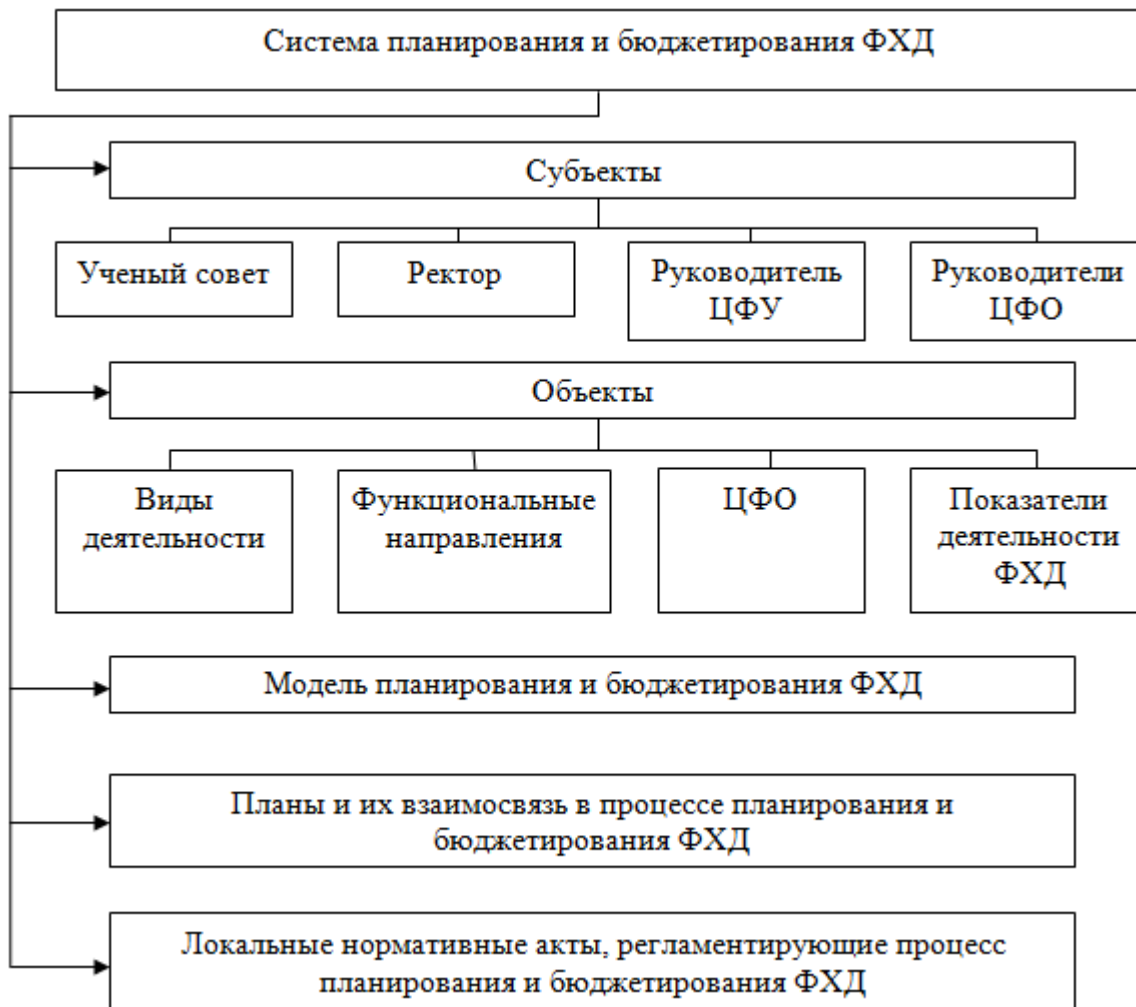 Система планирования и бюджетирования ФХД
Субъекты
Ученый совет
Ректор
Руководитель
ЦФУ
Руководители
ЦФО
Объекты
Виды
деятельности
Функциональные
направления
ЦФО
Показатели
деятельности
ФХД
Модель планирования и бюджетирования ФХД
Планы и их взаимосвязь в процессе планирования и
бюджетирования ФХД
Локальные нормативные акты, регламентирующие процесс
планирования и бюджетирования ФХД